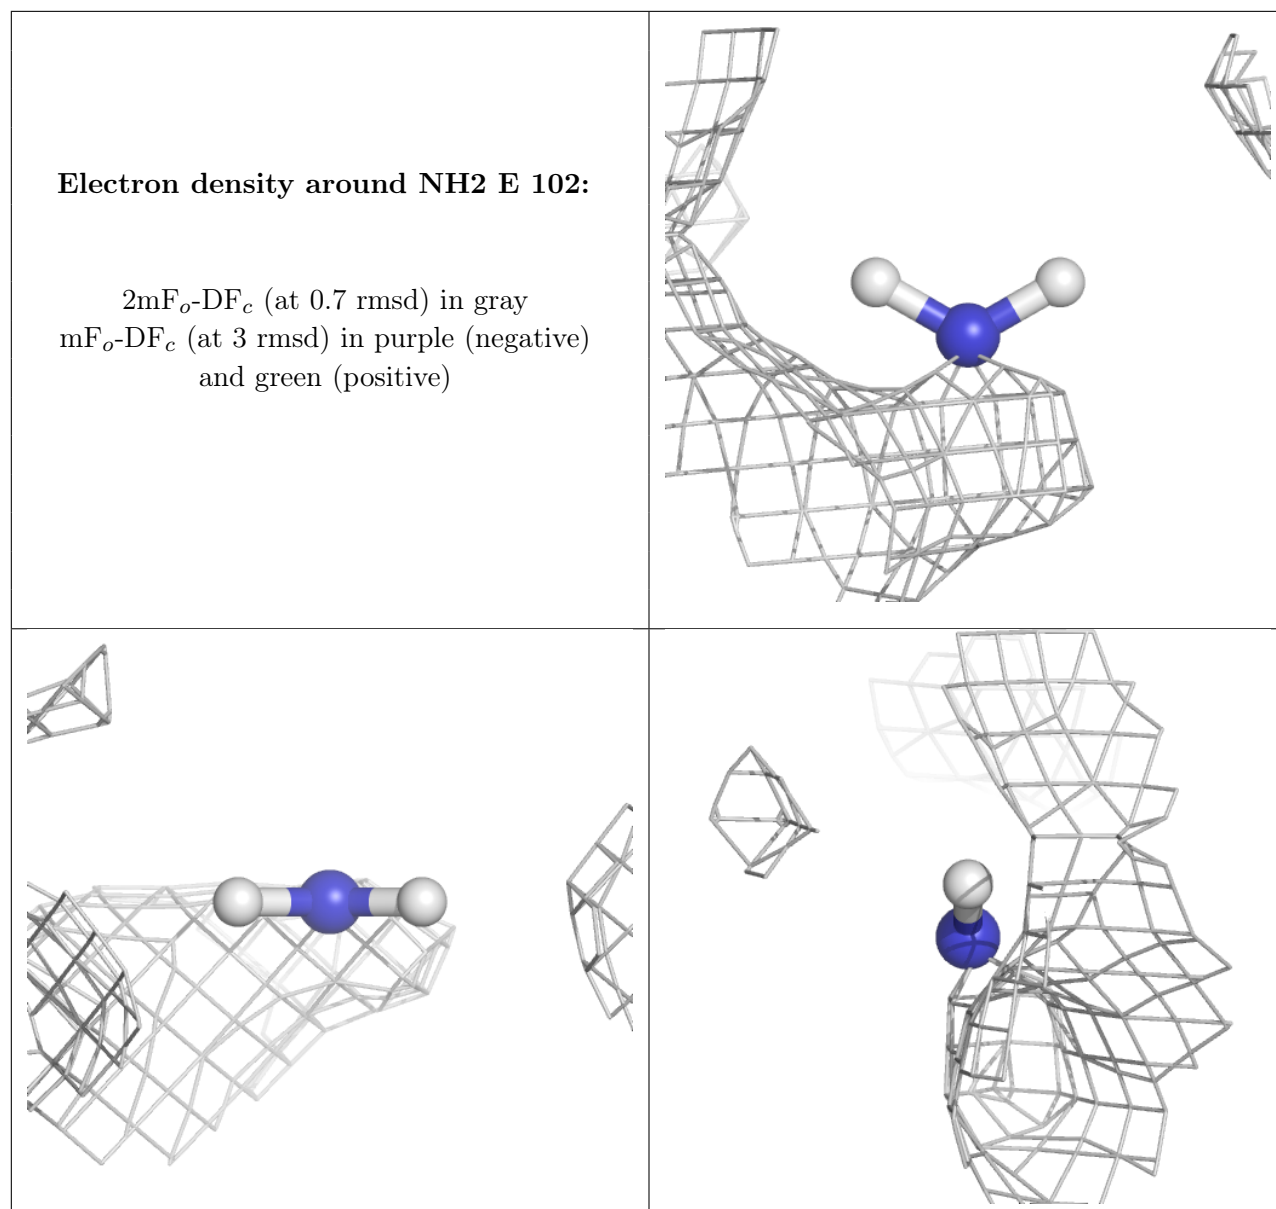 Electron density around NH2 E 102:
2mFₒ-DF𝒸 (at 0.7 rmsd) in gray
mFₒ-DF𝒸 (at 3 rmsd) in purple (negative)
and green (positive)